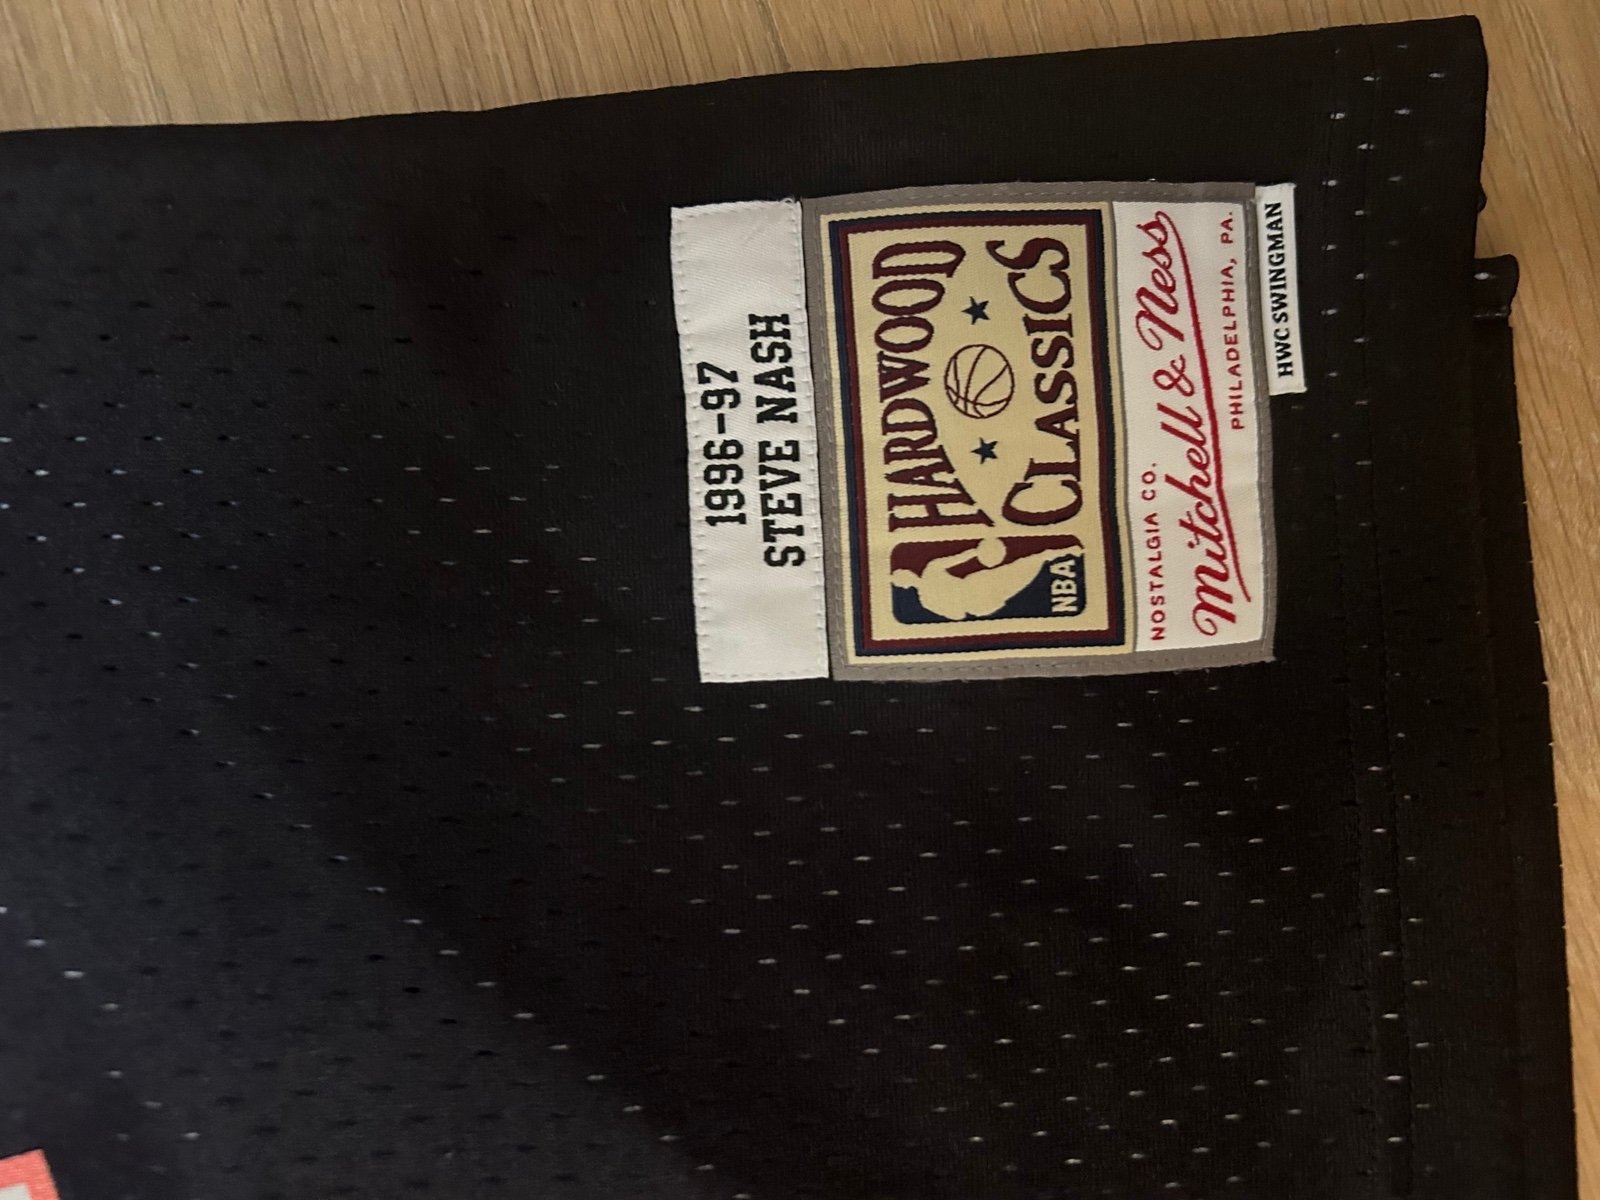 1996-97
STEVE NASH
HARDWOOD
CLASSICS
NBA
NOSTALGIA CO.
Mitchell & Ness
PHILADELPHIA, PA.
HWC SWINGMAN